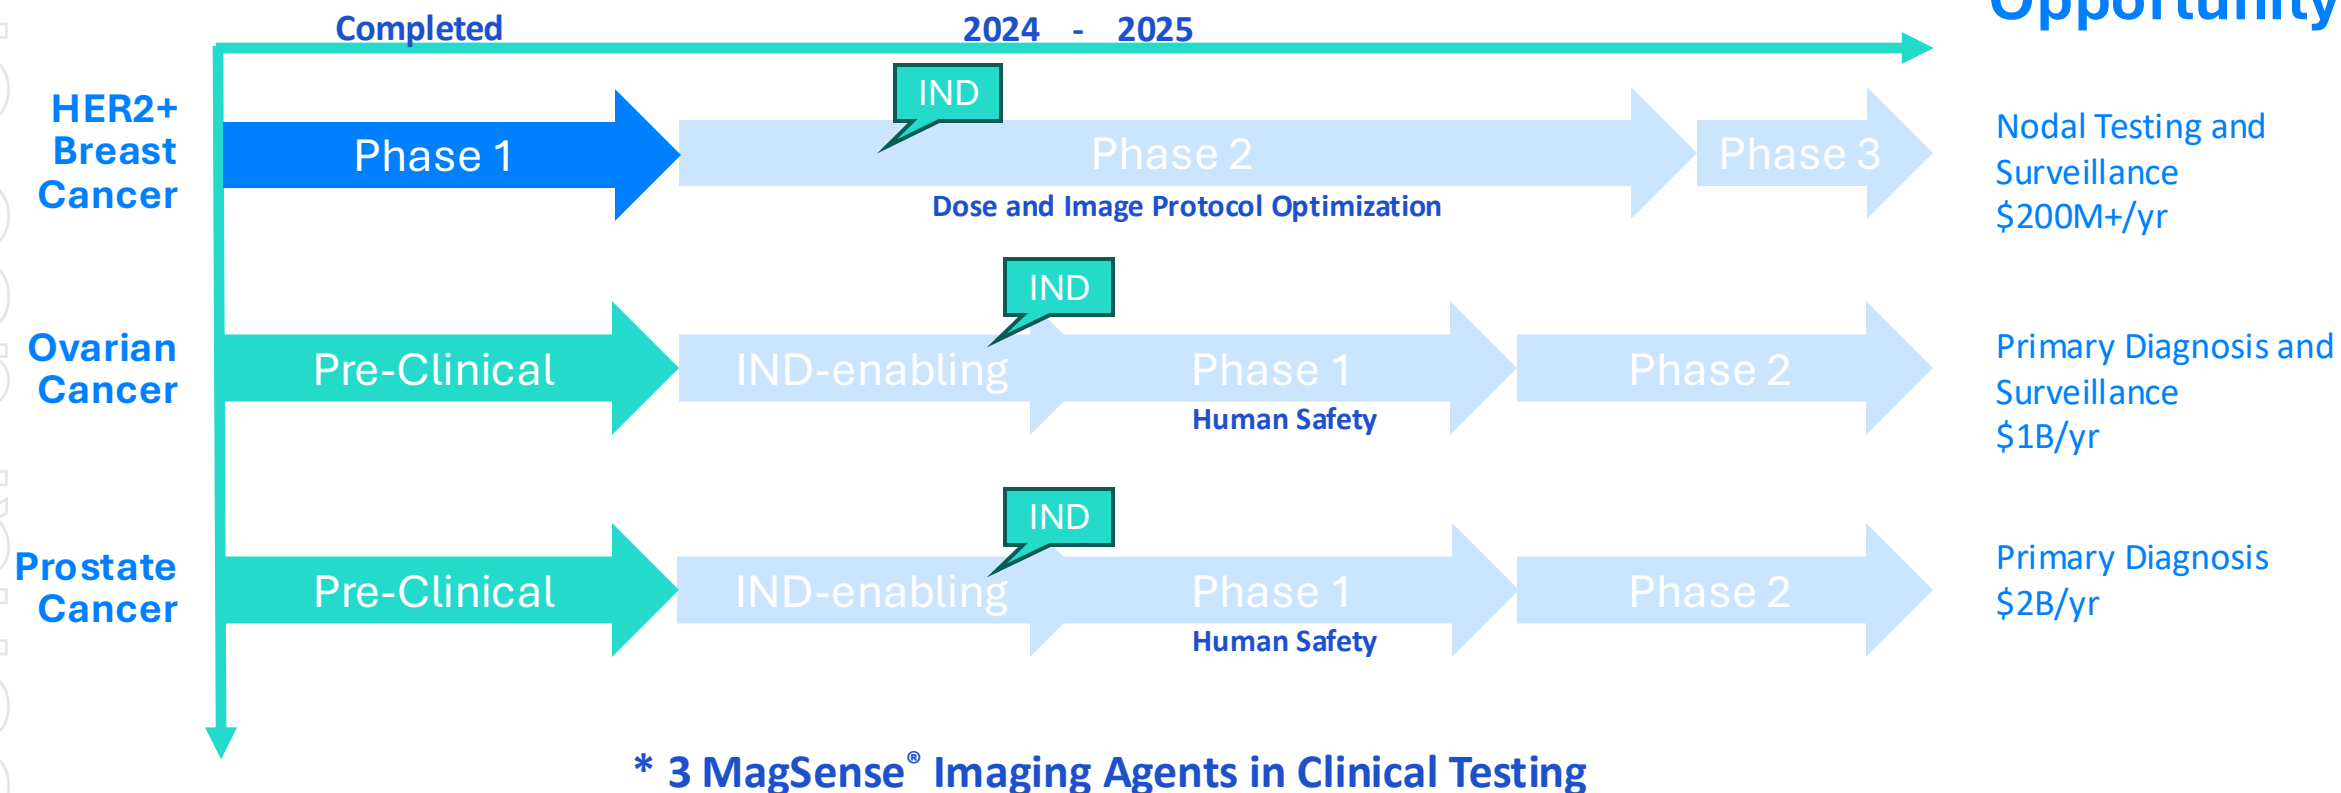 Completed
2024 - 2025
Opportunity
HER2+
Breast
Cancer
Phase 1
IND
Phase 2
Phase 3
Dose and Image Protocol Optimization
Nodal Testing and
Surveillance
$200M+/yr
Ovarian
Cancer
Pre-Clinical
IND-enabling
IND
Phase 1
Phase 2
Human Safety
Primary Diagnosis and
Surveillance
$1B/yr
Prostate
Cancer
Pre-Clinical
IND-enabling
IND
Phase 1
Phase 2
Human Safety
Primary Diagnosis
$2B/yr
* 3 MagSense® Imaging Agents in Clinical Testing